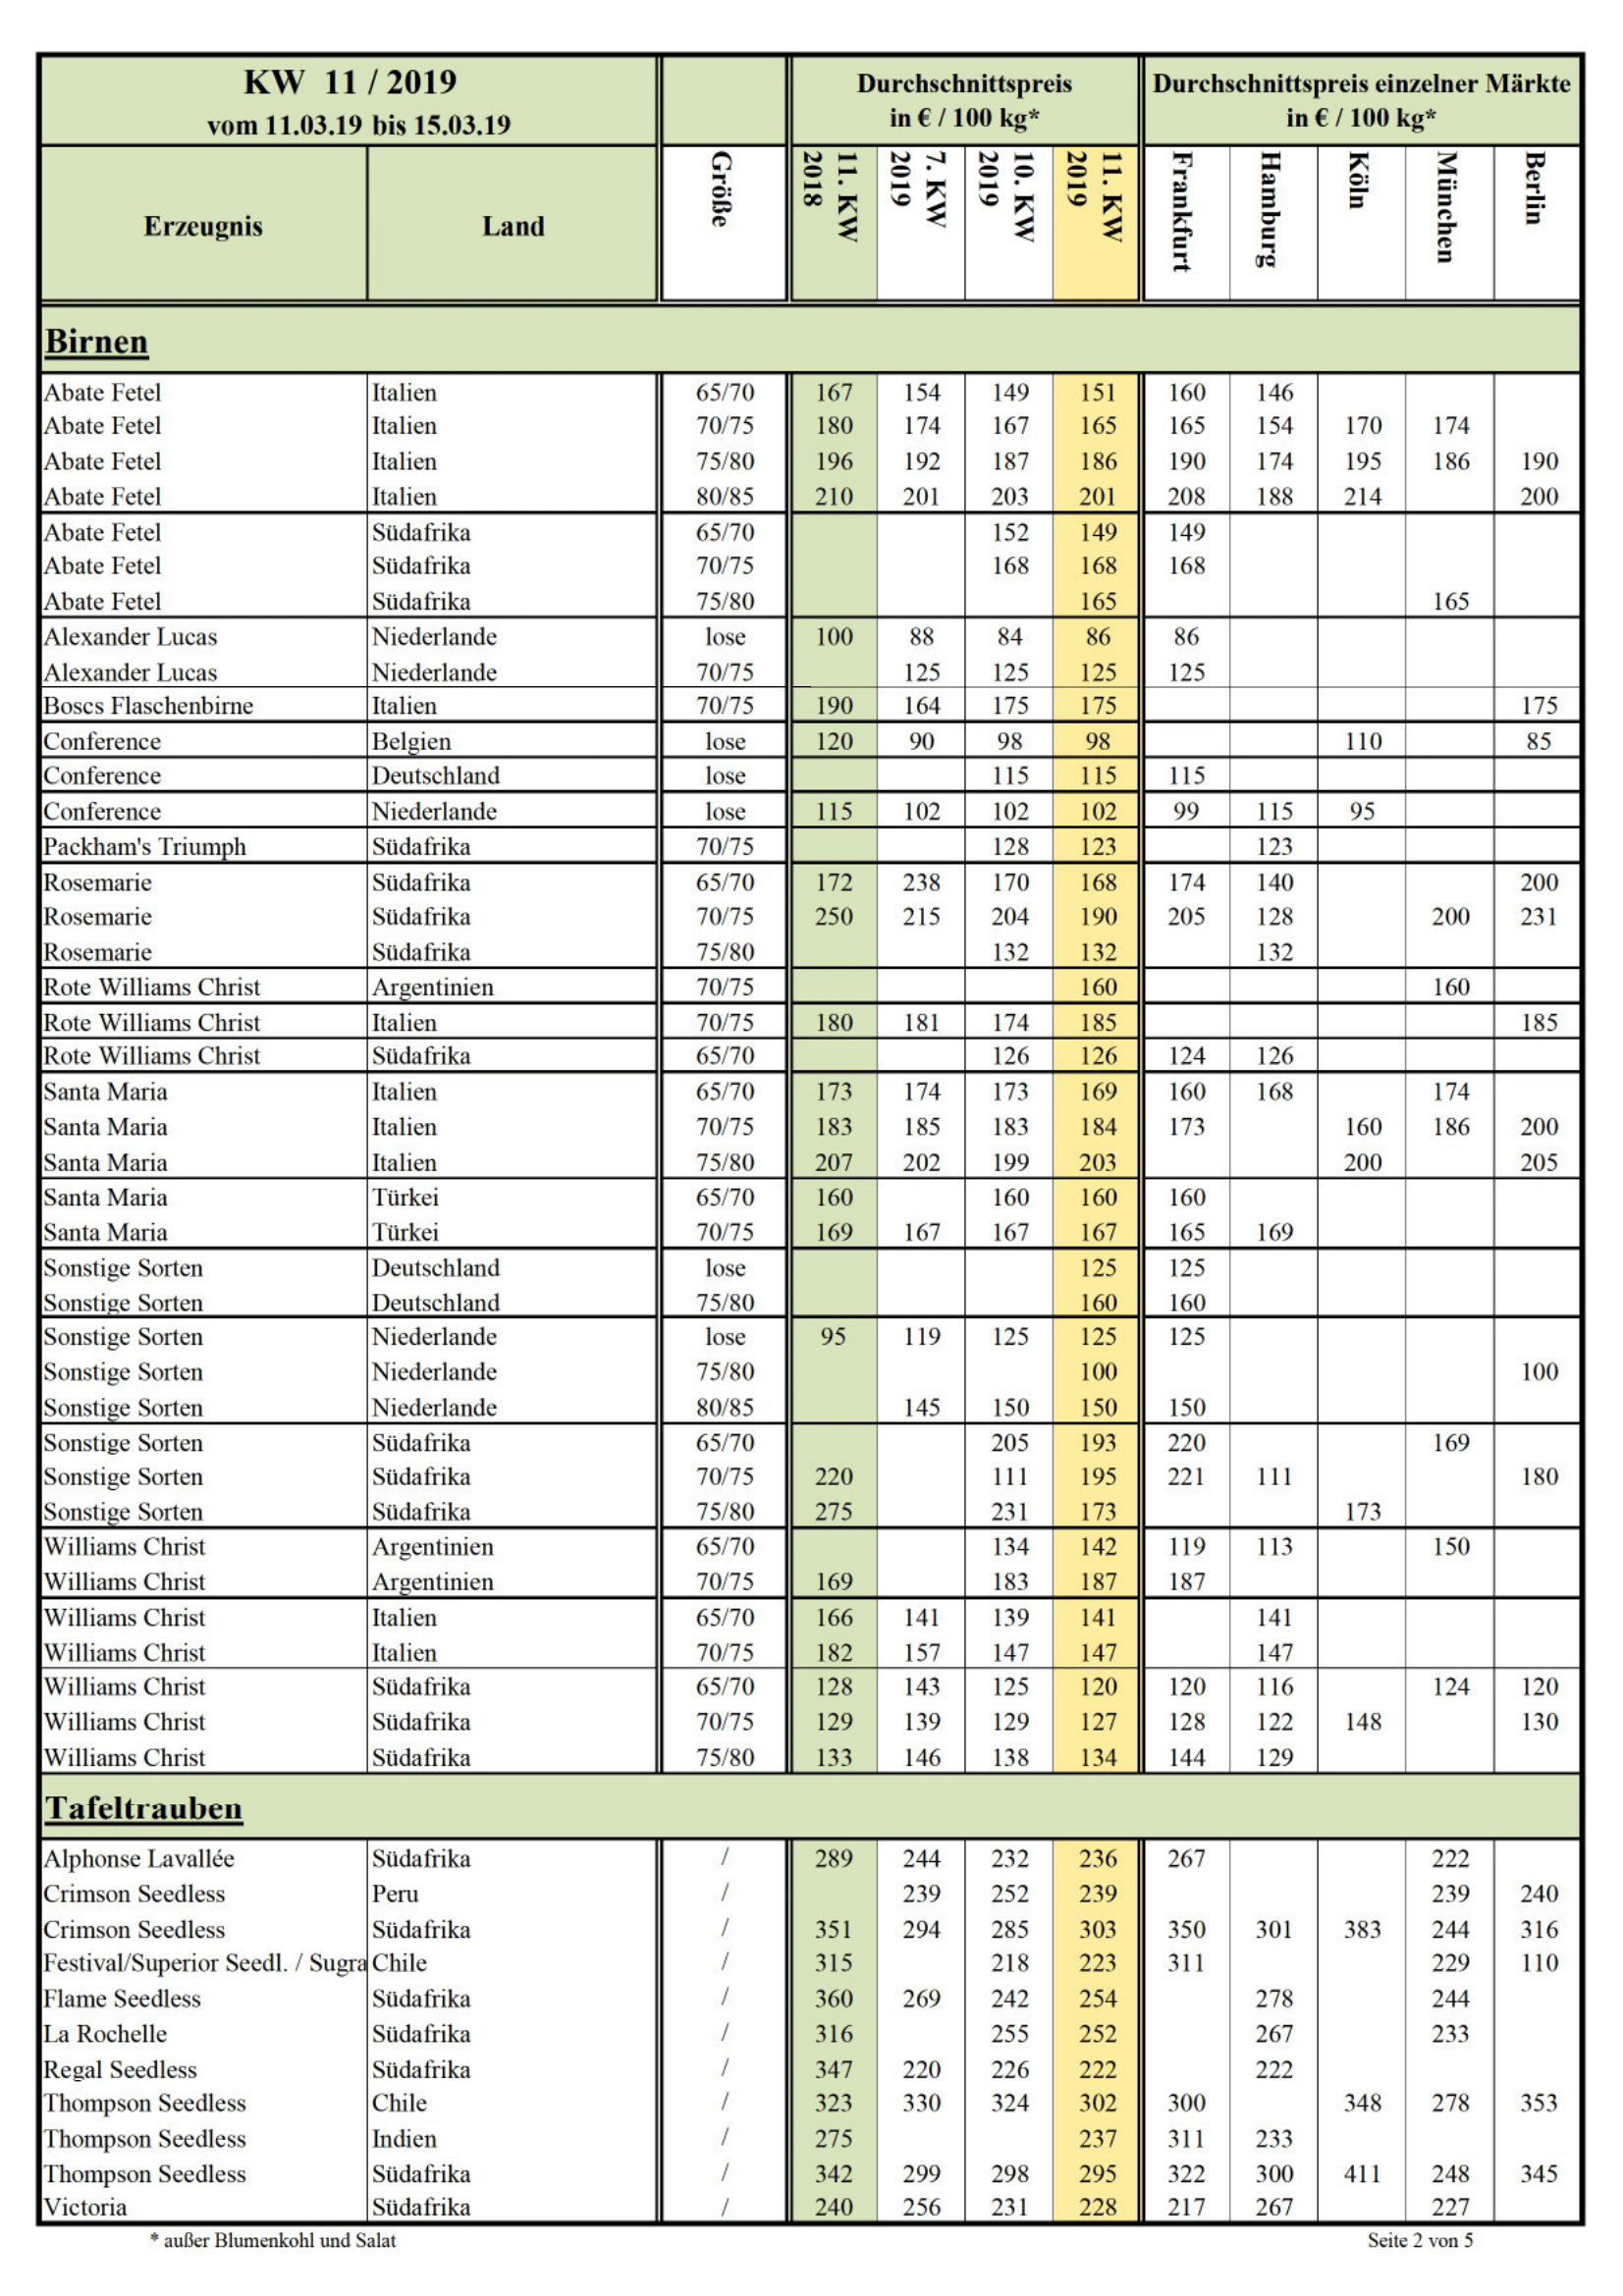 KW 11 / 2019
vom 11.03.19 bis 15.03.19
Durchschnittspreis
in € / 100 kg*
Durchschnittspreis einzelner Märkte
in € / 100 kg*
Erzeugnis Land Größe 11. KW 2018 7. KW 2019 10. KW 2019 11. KW 2019 Frankfurt Hamburg Köln München Berlin
Birnen
Abate Fetel Italien 65/70 167 154 149 151 160 146
Abate Fetel Italien 70/75 180 174 167 165 165 154 170 174
Abate Fetel Italien 75/80 196 192 187 186 190 174 195 186 190
Abate Fetel Italien 80/85 210 201 203 201 208 188 214 200
Abate Fetel Südafrika 65/70 152 149 149
Abate Fetel Südafrika 70/75 168 168 168
Abate Fetel Südafrika 75/80 165 165
Alexander Lucas Niederlande lose 100 88 84 86 86
Alexander Lucas Niederlande 70/75 125 125 125 125
Boscs Flaschenbirne Italien 70/75 190 164 175 175 175
Conference Belgien lose 120 90 98 98 110 85
Conference Deutschland lose 115 115 115
Conference Niederlande lose 115 102 102 102 99 115 95
Packham's Triumph Südafrika 70/75 128 123 123
Rosemarie Südafrika 65/70 172 238 170 168 174 140 200
Rosemarie Südafrika 70/75 250 215 204 190 205 128 200 231
Rosemarie Südafrika 75/80 132 132 132
Rote Williams Christ Argentinien 70/75 160 160
Rote Williams Christ Italien 70/75 180 181 174 185 185
Rote Williams Christ Südafrika 65/70 126 126 124 126
Santa Maria Italien 65/70 173 174 173 169 160 168 174
Santa Maria Italien 70/75 183 185 183 184 173 160 186 200
Santa Maria Italien 75/80 207 202 199 203 200 205
Santa Maria Türkei 65/70 160 160 160 160
Santa Maria Türkei 70/75 169 167 167 167 165 169
Sonstige Sorten Deutschland lose 125 125
Sonstige Sorten Deutschland 75/80 160 160
Sonstige Sorten Niederlande lose 95 119 125 125 125
Sonstige Sorten Niederlande 75/80 100 100
Sonstige Sorten Niederlande 80/85 145 150 150 150
Sonstige Sorten Südafrika 65/70 205 193 220 169
Sonstige Sorten Südafrika 70/75 220 111 195 221 111 180
Sonstige Sorten Südafrika 75/80 275 231 173 173
Williams Christ Argentinien 65/70 134 142 119 113 150
Williams Christ Argentinien 70/75 169 183 187 187
Williams Christ Italien 65/70 166 141 139 141 141
Williams Christ Italien 70/75 182 157 147 147 147
Williams Christ Südafrika 65/70 128 143 125 120 120 116 124 120
Williams Christ Südafrika 70/75 129 139 129 127 128 122 148 130
Williams Christ Südafrika 75/80 133 146 138 134 144 129
Tafeltrauben
Alphonse Lavallée Südafrika / 289 244 232 236 267 222
Crimson Seedless Peru / 239 252 239 239 240
Crimson Seedless Südafrika / 351 294 285 303 350 301 383 244 316
Festival/Superior Seedl. / Sugra Chile / 315 218 223 311 229 110
Flame Seedless Südafrika / 360 269 242 254 278 244
La Rochelle Südafrika / 316 255 252 267 233
Regal Seedless Südafrika / 347 220 226 222 222
Thompson Seedless Chile / 323 330 324 302 300 348 278 353
Thompson Seedless Indien / 275 237 311 233
Thompson Seedless Südafrika / 342 299 298 295 322 300 411 248 345
Victoria Südafrika / 240 256 231 228 217 267 227
* außer Blumenkohl und Salat
Seite 2 von 5